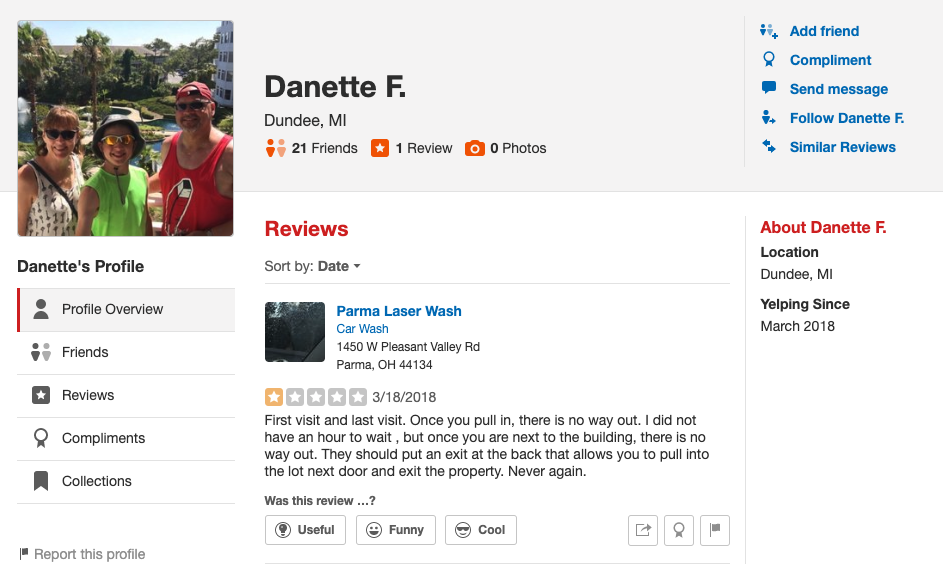 Danette F.
Dundee, MI
21 Friends 1 Review 0 Photos
Add friend
Compliment
Send message
Follow Danette F.
Similar Reviews
Danette's Profile
Profile Overview
Friends
Reviews
Compliments
Collections
Report this profile
Reviews
Sort by: Date
Parma Laser Wash
Car Wash
1450 W Pleasant Valley Rd
Parma, OH 44134
3/18/2018
First visit and last visit. Once you pull in, there is no way out. I did not
have an hour to wait , but once you are next to the building, there is no
way out. They should put an exit at the back that allows you to pull into
the lot next door and exit the property. Never again.
Was this review ...?
Useful Funny Cool
About Danette F.
Location
Dundee, MI
Yelping Since
March 2018